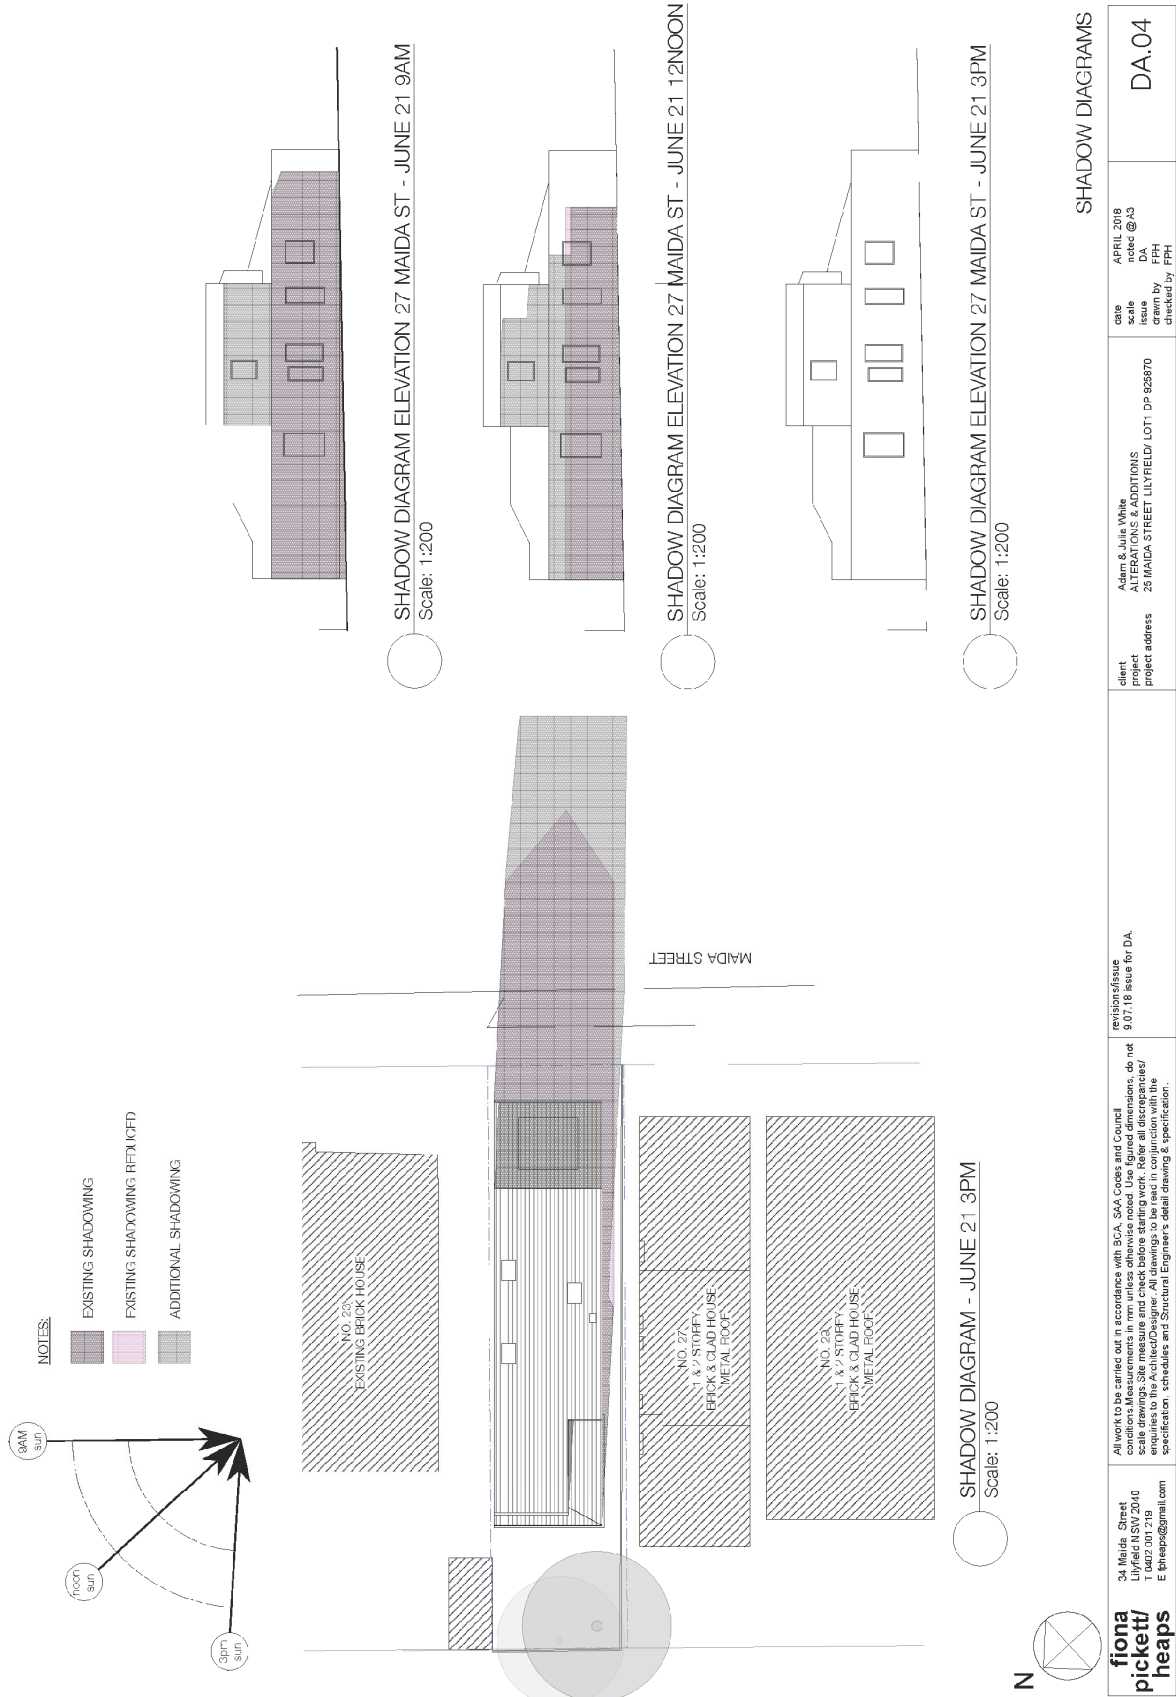 NOTES:
EXISTING SHADOWING
EXISTING SHADOWING REDUCED
ADDITIONAL SHADOWING
9AM
sun
noon
sun
3pm
sun
SHADOW DIAGRAM ELEVATION 27 MAIDA ST - JUNE 21 9AM
Scale: 1:200
SHADOW DIAGRAM ELEVATION 27 MAIDA ST - JUNE 21 12NOON
Scale: 1:200
SHADOW DIAGRAM ELEVATION 27 MAIDA ST - JUNE 21 3PM
Scale: 1:200
MAIDA STREET
EXISTING BRICK HOUSE
NO. 27
1 & 2 STOREY
BRICK & CLAD HOUSE
METAL ROOF
NO. 29
1 & 2 STOREY
BRICK & CLAD HOUSE
METAL ROOF
SHADOW DIAGRAM - JUNE 21 3PM
Scale: 1:200
N
SHADOW DIAGRAMS
fiona
pickett/
heaps
34 Maida Street
Lilyfield NSW 2040
T 0402 001 219
E fpheaps@gmail.com
All work to be carried out in accordance with BCA, SAA Codes and Council
conditions.Measurements in mm unless otherwise noted. Use figured dimensions, do not
scale drawings.Site measure and check before starting work. Refer all discrepancies/
enquiries to the Architect/Designer. All drawings to be read in conjunction with the
specification, schedules and Structural Engineer's detail drawing & specification.
revisions/issue
9.07.18 issue for DA.
client Adam & Julia White
project ALTERATIONS & ADDITIONS
project address 25 MAIDA STREET LILYFIELD/ LOT1 DP 925870
date APRIL 2018
scale noted @ A3
issue DA
drawn by FPH
checked by FPH
DA.04